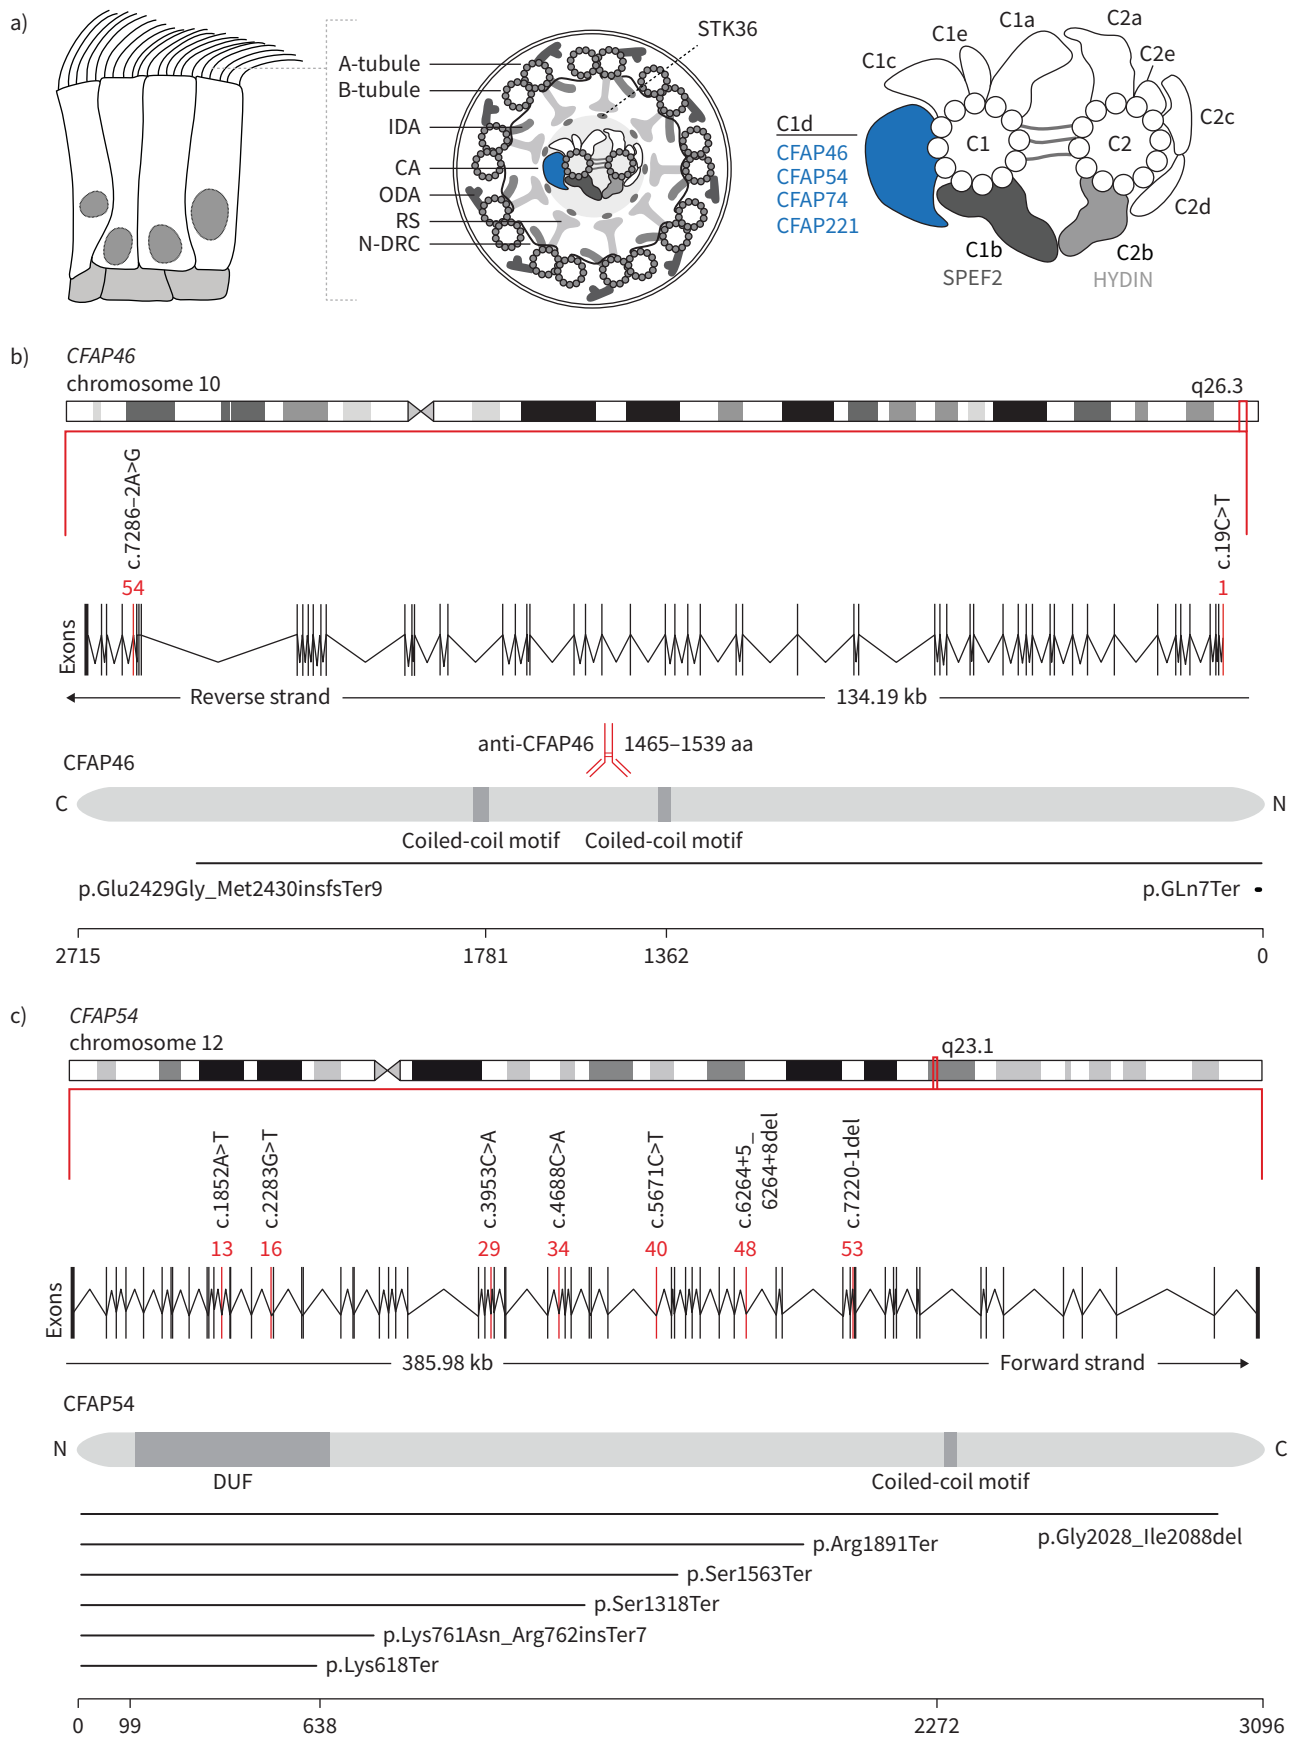 a)
STK36
A-tubule
B-tubule
IDA
CA
ODA
RS
N-DRC
C1d
CFAP46
CFAP54
CFAP74
CFAP221
C1c
C1e
C1a
C2a
C2e
C2c
C2d
C1
C2
C1b
SPEF2
C2b
HYDIN
b)
CFAP46
chromosome 10
q26.3
c.7286–2A>G
54
c.19C>T
1
Exons
Reverse strand
134.19 kb
anti-CFAP46
1465–1539 aa
CFAP46
C
N
Coiled-coil motif
Coiled-coil motif
p.Glu2429Gly_Met2430insfsTer9
p.GLn7Ter
2715
1781
1362
0
c)
CFAP54
chromosome 12
q23.1
c.1852A>T
13
c.2283G>T
16
c.3953C>A
29
c.4688C>A
34
c.5671C>T
40
c.6264+5_
6264+8del
48
c.7220-1del
53
Exons
385.98 kb
Forward strand
CFAP54
N
C
DUF
Coiled-coil motif
p.Gly2028_Ile2088del
p.Arg1891Ter
p.Ser1563Ter
p.Ser1318Ter
p.Lys761Asn_Arg762insTer7
p.Lys618Ter
0
99
638
2272
3096